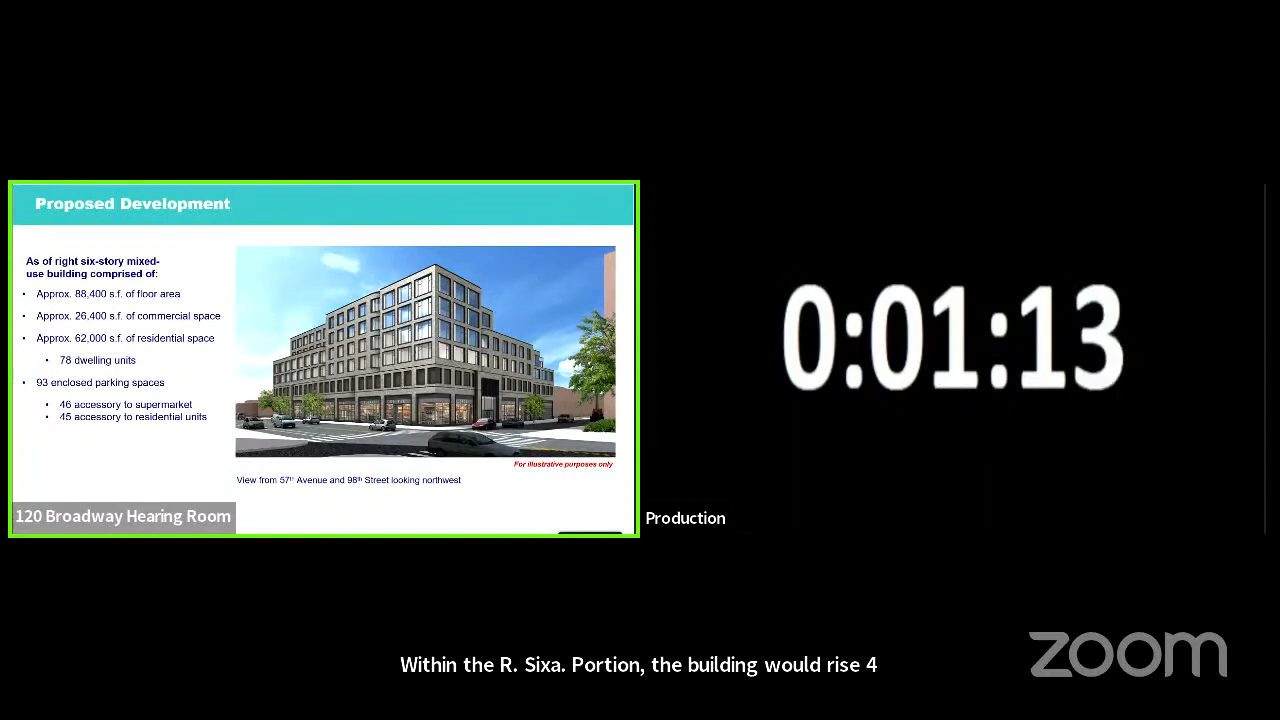 Proposed Development
As of right six-story mixed-
use building comprised of:
• Approx. 88,400 s.f. of floor area
• Approx. 26,400 s.f. of commercial space
• Approx. 62,000 s.f. of residential space
• 78 dwelling units
• 93 enclosed parking spaces
• 46 accessory to supermarket
• 45 accessory to residential units
For illustrative purposes only
View from 57th Avenue and 98th Street looking northwest
120 Broadway Hearing Room
0:01:13
Production
Within the R. Sixa. Portion, the building would rise 4
zoom